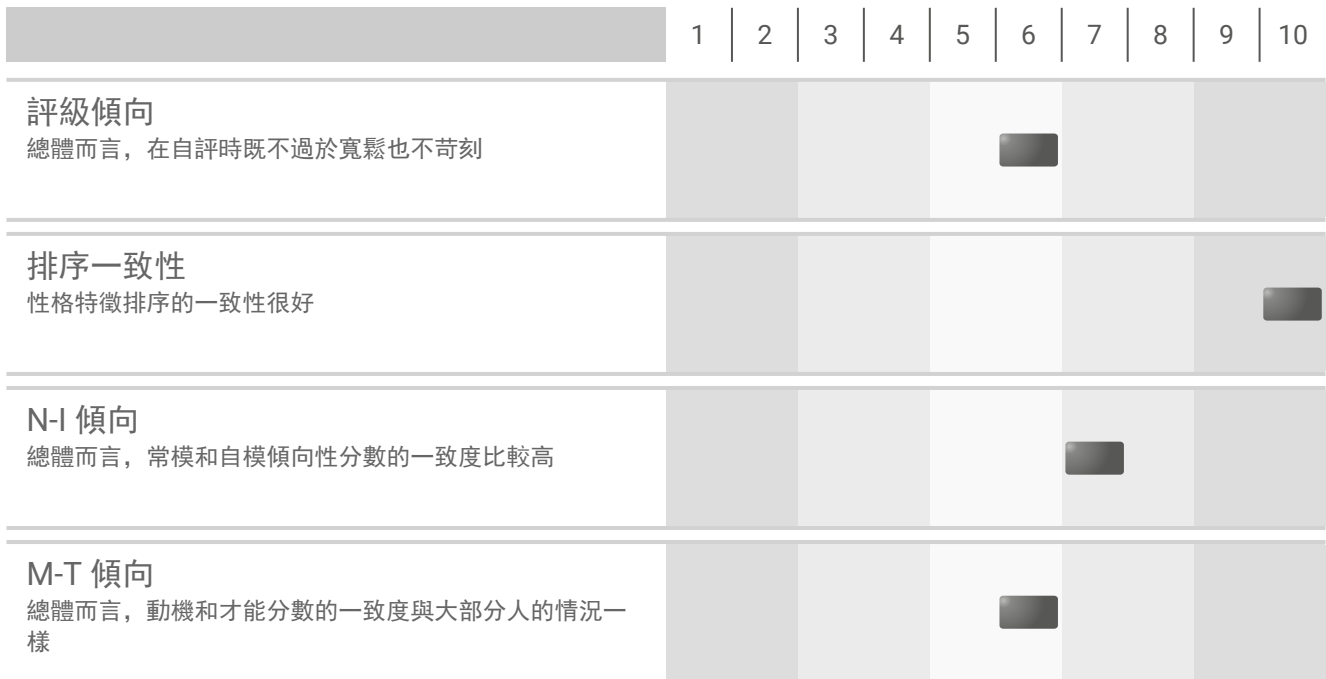 1 2 3 4 5 6 7 8 9 10
評級傾向
總體而言，在自評時既不過於寬鬆也不苛刻
排序一致性
性格特徵排序的一致性很好
N-I 傾向
總體而言，常模和自模傾向性分數的一致度比較高
M-T 傾向
總體而言，動機和才能分數的一致度與大部分人的情況一
樣